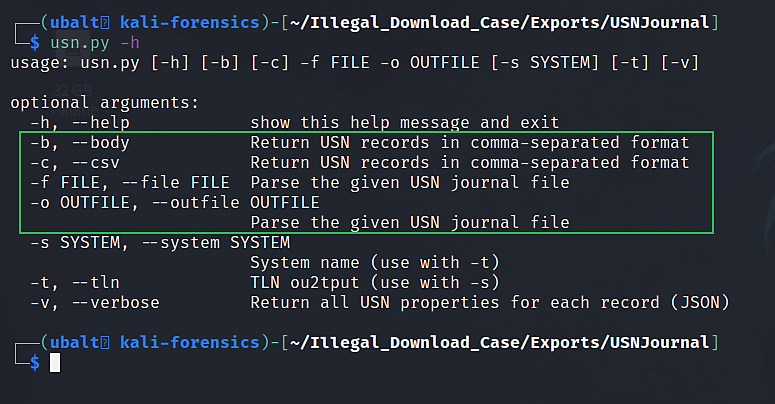 ┌──(ubalt㉿ kali-forensics)-[~/Illegal_Download_Case/Exports/USNJournal]
└─$ usn.py -h
usage: usn.py [-h] [-b] [-c] -f FILE -o OUTFILE [-s SYSTEM] [-t] [-v]
optional arguments:
-h, --help show this help message and exit
-b, --body Return USN records in comma-separated format
-c, --csv Return USN records in comma-separated format
-f FILE, --file FILE Parse the given USN journal file
-o OUTFILE, --outfile OUTFILE
Parse the given USN journal file
-s SYSTEM, --system SYSTEM
System name (use with -t)
-t, --tln TLN ou2tput (use with -s)
-v, --verbose Return all USN properties for each record (JSON)
┌──(ubalt㉿ kali-forensics)-[~/Illegal_Download_Case/Exports/USNJournal]
└─$